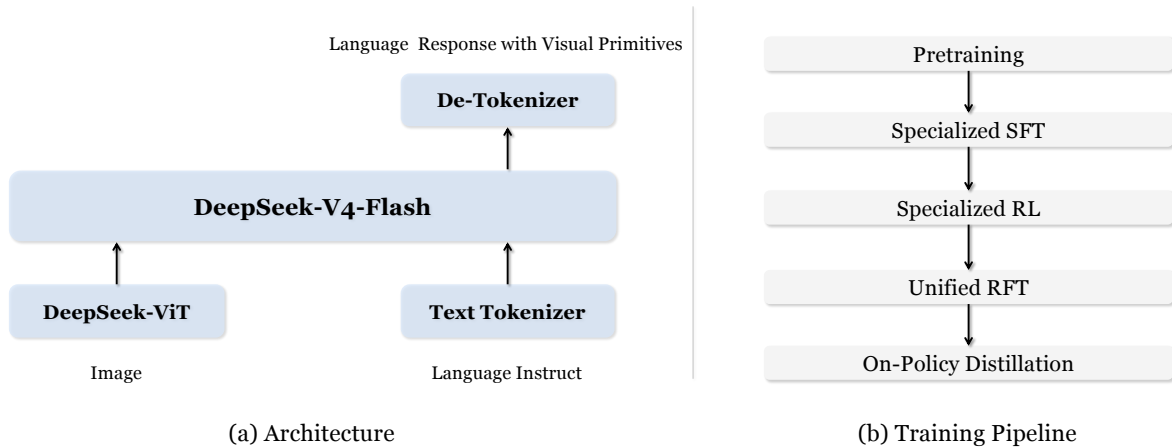 Language Response with Visual Primitives
De-Tokenizer
DeepSeek-V4-Flash
DeepSeek-ViT
Text Tokenizer
Image
Language Instruct
(a) Architecture
Pretraining
Specialized SFT
Specialized RL
Unified RFT
On-Policy Distillation
(b) Training Pipeline